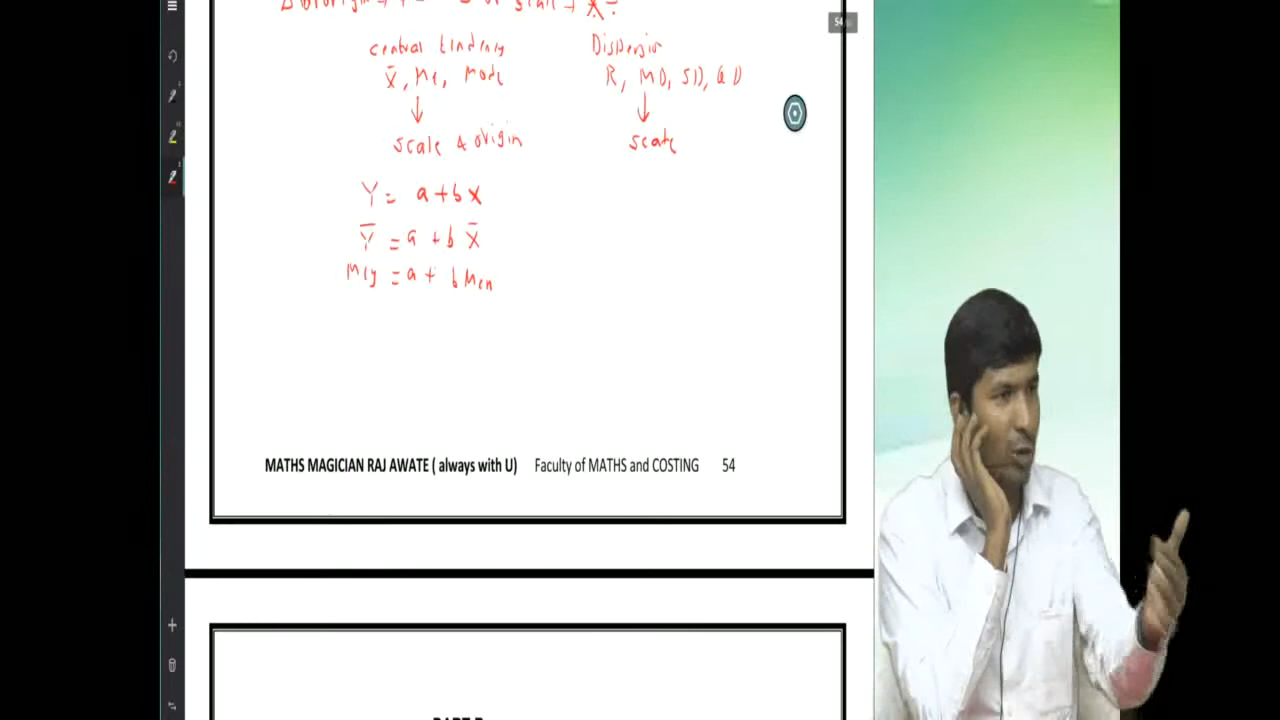 54
central tendency Dispersion
X̄, Me, Mode R, MD, SD, QD
↓ ↓
scale & origin scale
Y = a + b x
Ȳ = a + b X̄
Mey = a + b Mex
MATHS MAGICIAN RAJ AWATE ( always with U) Faculty of MATHS and COSTING 54